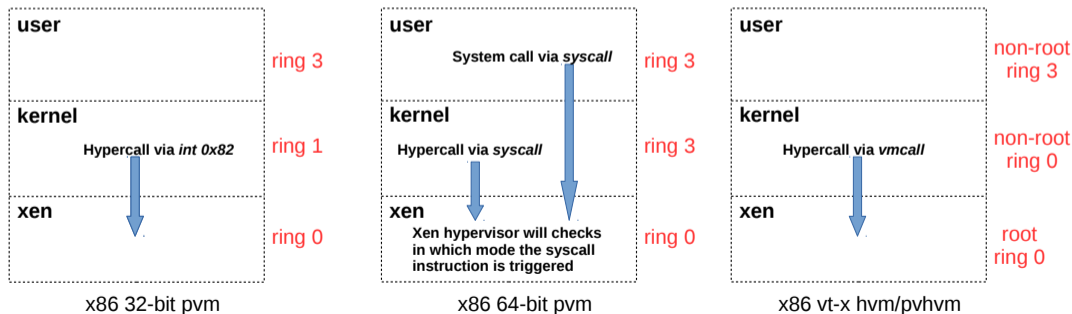 user
ring 3
kernel
Hypercall via int 0x82
ring 1
xen
ring 0
x86 32-bit pvm
user
System call via syscall
ring 3
kernel
Hypercall via syscall
ring 3
xen
Xen hypervisor will checks
in which mode the syscall
instruction is triggered
ring 0
x86 64-bit pvm
user
non-root
ring 3
kernel
Hypercall via vmcall
non-root
ring 0
xen
root
ring 0
x86 vt-x hvm/pvhvm